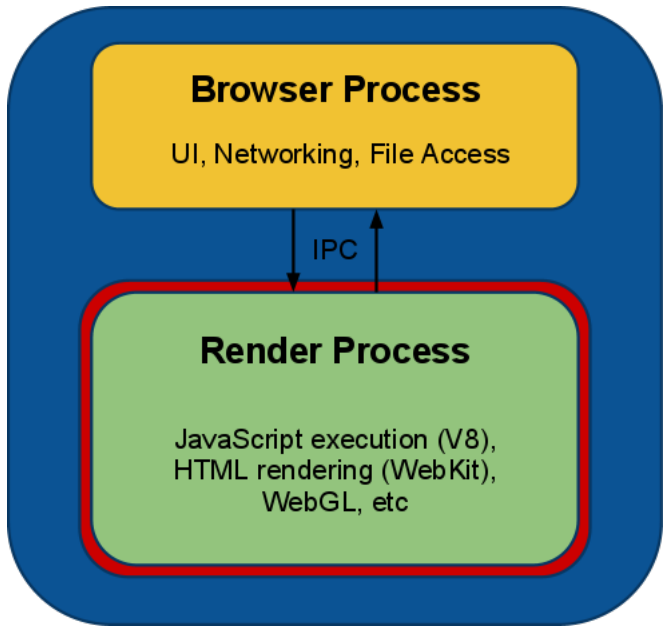 Browser Process
UI, Networking, File Access
IPC
Render Process
JavaScript execution (V8),
HTML rendering (WebKit),
WebGL, etc